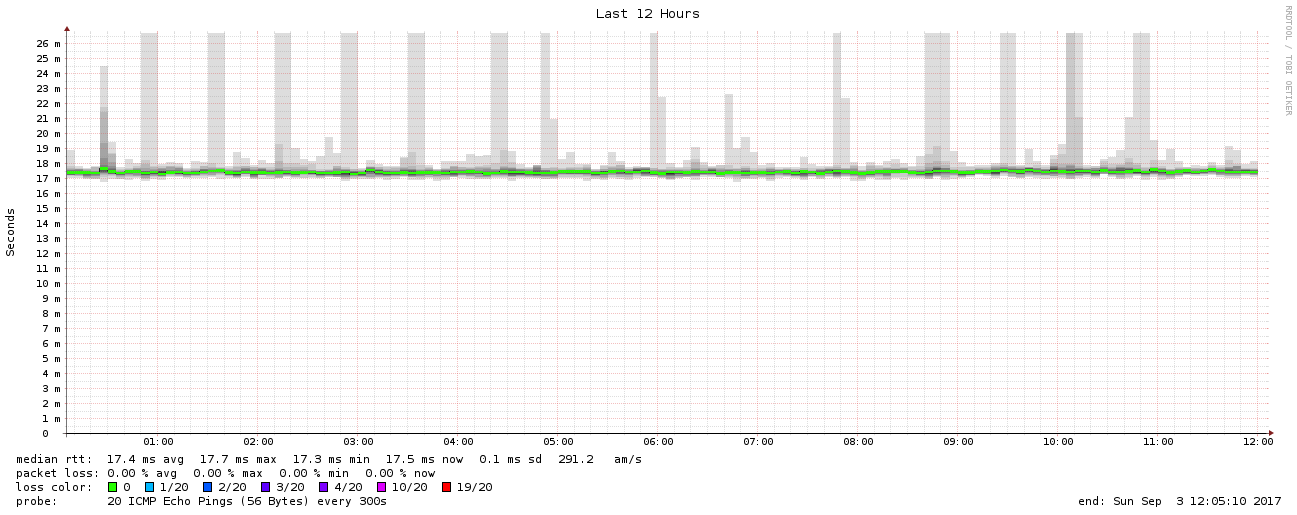 Last 12 Hours
RRDTOOL / TOBI OETIKER
Seconds
26 m
25 m
24 m
23 m
22 m
21 m
20 m
19 m
18 m
17 m
16 m
15 m
14 m
13 m
12 m
11 m
10 m
9 m
8 m
7 m
6 m
5 m
4 m
3 m
2 m
1 m
0
01:00 02:00 03:00 04:00 05:00 06:00 07:00 08:00 09:00 10:00 11:00 12:00
median rtt: 17.4 ms avg 17.7 ms max 17.3 ms min 17.5 ms now 0.1 ms sd 291.2 am/s
packet loss: 0.00 % avg 0.00 % max 0.00 % min 0.00 % now
loss color: 0 1/20 2/20 3/20 4/20 10/20 19/20
probe: 20 ICMP Echo Pings (56 Bytes) every 300s end: Sun Sep 3 12:05:10 2017